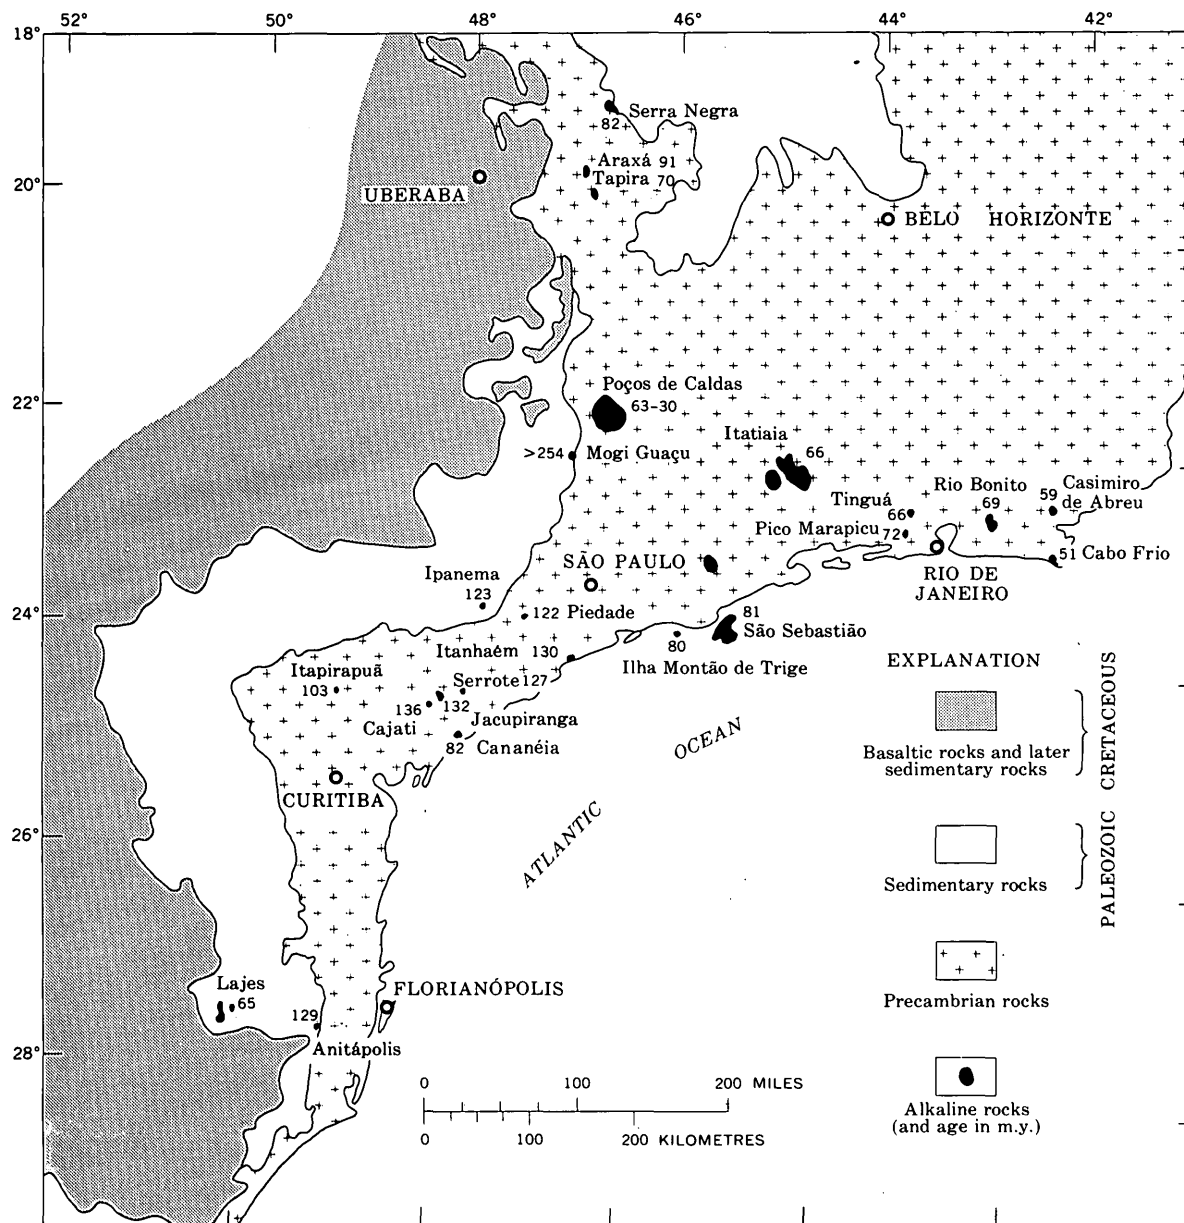 52° 50° 48° 46° 44° 42°
18°
Serra Negra
82
Araxá 91
Tapira 70
20°
UBERABA
BELO HORIZONTE
Poços de Caldas
22°
63-30
Itatiaia
66
>254 Mogi Guaçu
Rio Bonito
69
Casimiro
de Abreu
59
Tinguá
66
Pico Marapicu 72
SÃO PAULO
51 Cabo Frio
RIO DE
JANEIRO
Ipanema
123
24°
122 Piedade
81
São Sebastião
80
Ilha Montão de Trige
Itanhaém 130
Itapirapuã
103
Serrote 127
136
132
Cajati
Jacupiranga
82 Cananéia
CURITIBA
OCEAN
ATLANTIC
26°
Lajes
65
FLORIANÓPOLIS
129
Anitápolis
28°
EXPLANATION
Basaltic rocks and later
sedimentary rocks
CRETACEOUS
Sedimentary rocks
PALEOZOIC
Precambrian rocks
Alkaline rocks
(and age in m.y.)
0 100 200 MILES
0 100 200 KILOMETRES